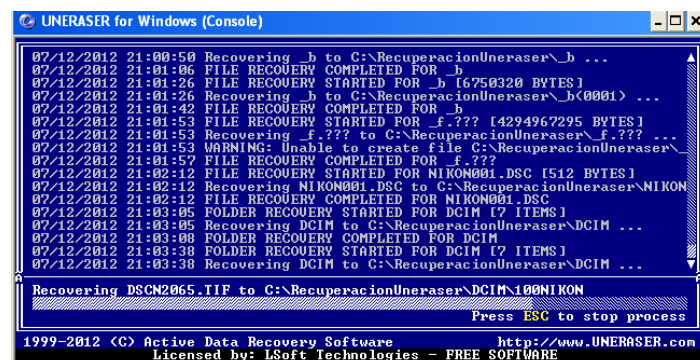 UNERASER for Windows (Console)
07/12/2012 21:00:50 Recovering _b to C:\RecuperacionUneraser\_b ...
07/12/2012 21:01:06 FILE RECOVERY COMPLETED FOR _b
07/12/2012 21:01:26 FILE RECOVERY STARTED FOR _b [6750320 BYTES]
07/12/2012 21:01:26 Recovering _b to C:\RecuperacionUneraser\_b(0001) ...
07/12/2012 21:01:42 FILE RECOVERY COMPLETED FOR _b
07/12/2012 21:01:53 FILE RECOVERY STARTED FOR _f.??? [4294967295 BYTES]
07/12/2012 21:01:53 Recovering _f.??? to C:\RecuperacionUneraser\_f.??? ...
07/12/2012 21:01:53 WARNING: Unable to create file C:\RecuperacionUneraser\_
07/12/2012 21:01:57 FILE RECOVERY COMPLETED FOR _f.???
07/12/2012 21:02:12 FILE RECOVERY STARTED FOR NIKON001.DSC [512 BYTES]
07/12/2012 21:02:12 Recovering NIKON001.DSC to C:\RecuperacionUneraser\NIKON
07/12/2012 21:02:12 FILE RECOVERY COMPLETED FOR NIKON001.DSC
07/12/2012 21:03:05 FOLDER RECOVERY STARTED FOR DCIM [7 ITEMS]
07/12/2012 21:03:05 Recovering DCIM to C:\RecuperacionUneraser\DCIM ...
07/12/2012 21:03:08 FOLDER RECOVERY COMPLETED FOR DCIM
07/12/2012 21:03:38 FOLDER RECOVERY STARTED FOR DCIM [7 ITEMS]
07/12/2012 21:03:38 Recovering DCIM to C:\RecuperacionUneraser\DCIM ...
Recovering DSCN2065.TIF to C:\RecuperacionUneraser\DCIM\100NIKON
Press ESC to stop process
1999-2012 (C) Active Data Recovery Software http://www.UNERASER.com
Licensed by: LSoft Technologies - FREE SOFTWARE